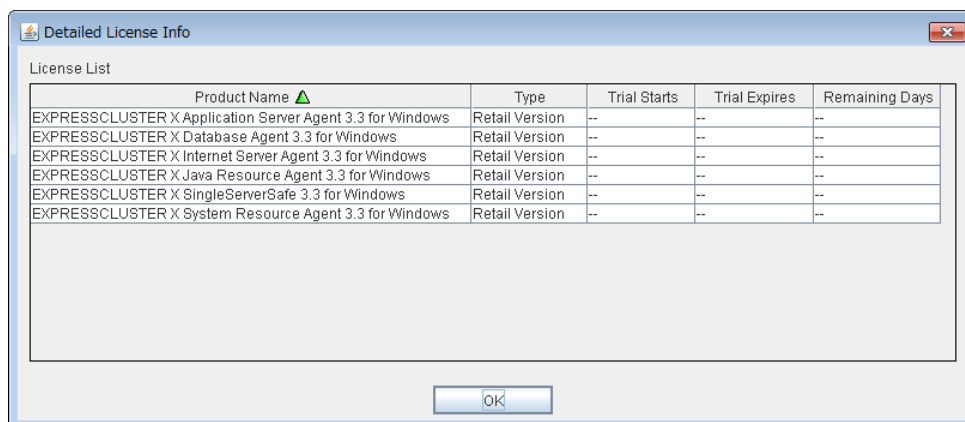 Detailed License Info
License List
Product Name Type Trial Starts Trial Expires Remaining Days
EXPRESSCLUSTER X Application Server Agent 3.3 for Windows Retail Version -- -- --
EXPRESSCLUSTER X Database Agent 3.3 for Windows Retail Version -- -- --
EXPRESSCLUSTER X Internet Server Agent 3.3 for Windows Retail Version -- -- --
EXPRESSCLUSTER X Java Resource Agent 3.3 for Windows Retail Version -- -- --
EXPRESSCLUSTER X SingleServerSafe 3.3 for Windows Retail Version -- -- --
EXPRESSCLUSTER X System Resource Agent 3.3 for Windows Retail Version -- -- --
OK